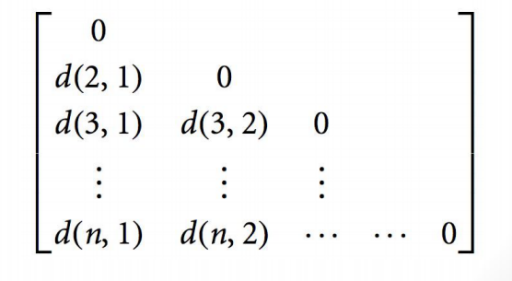 0
d(2, 1) 0
d(3, 1) d(3, 2) 0
⋮ ⋮ ⋮
d(n, 1) d(n, 2) ⋯ ⋯ 0